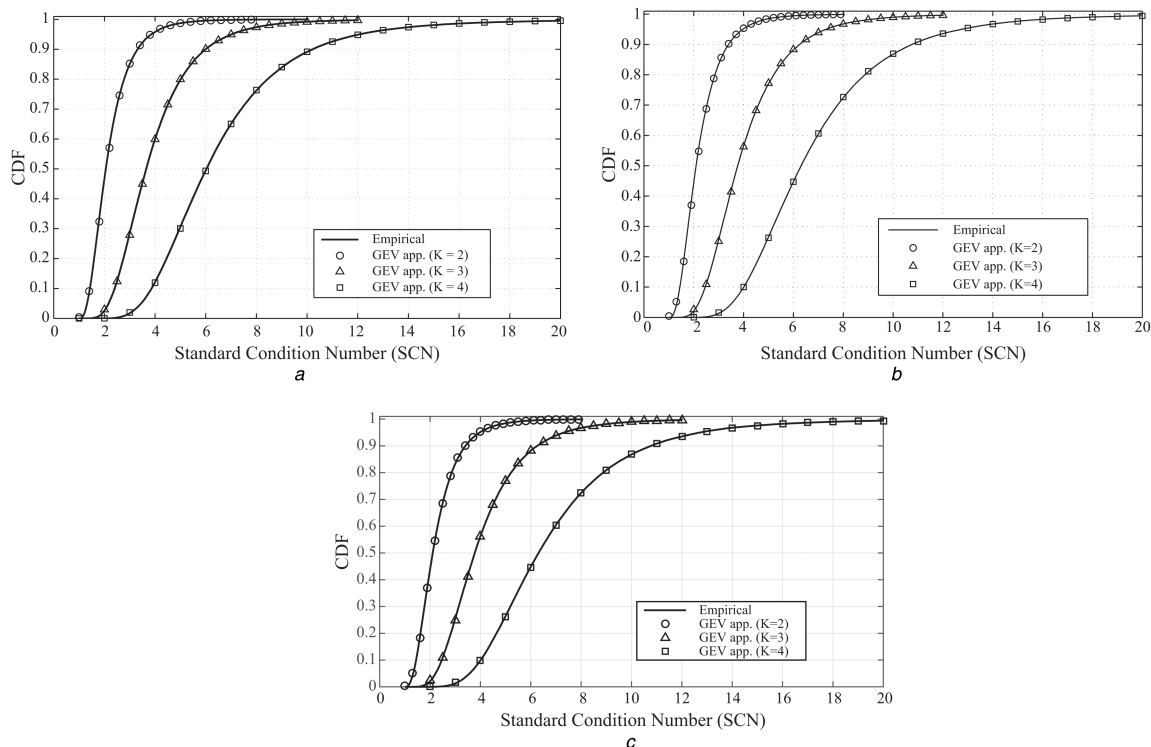 1
0.9
0.8
0.7
0.6
0.5
0.4
0.3
0.2
0.1
0
CDF
0 2 4 6 8 10 12 14 16 18 20
Standard Condition Number (SCN)
Empirical
GEV app. (K = 2)
GEV app. (K = 3)
GEV app. (K = 4)
a
1
0.9
0.8
0.7
0.6
0.5
0.4
0.3
0.2
0.1
0
CDF
0 2 4 6 8 10 12 14 16 18 20
Standard Condition Number (SCN)
Empirical
GEV app. (K=2)
GEV app. (K=3)
GEV app. (K=4)
b
1
0.9
0.8
0.7
0.6
0.5
0.4
0.3
0.2
0.1
0
CDF
0 2 4 6 8 10 12 14 16 18 20
Standard Condition Number (SCN)
Empirical
GEV app. (K=2)
GEV app. (K=3)
GEV app. (K=4)
c